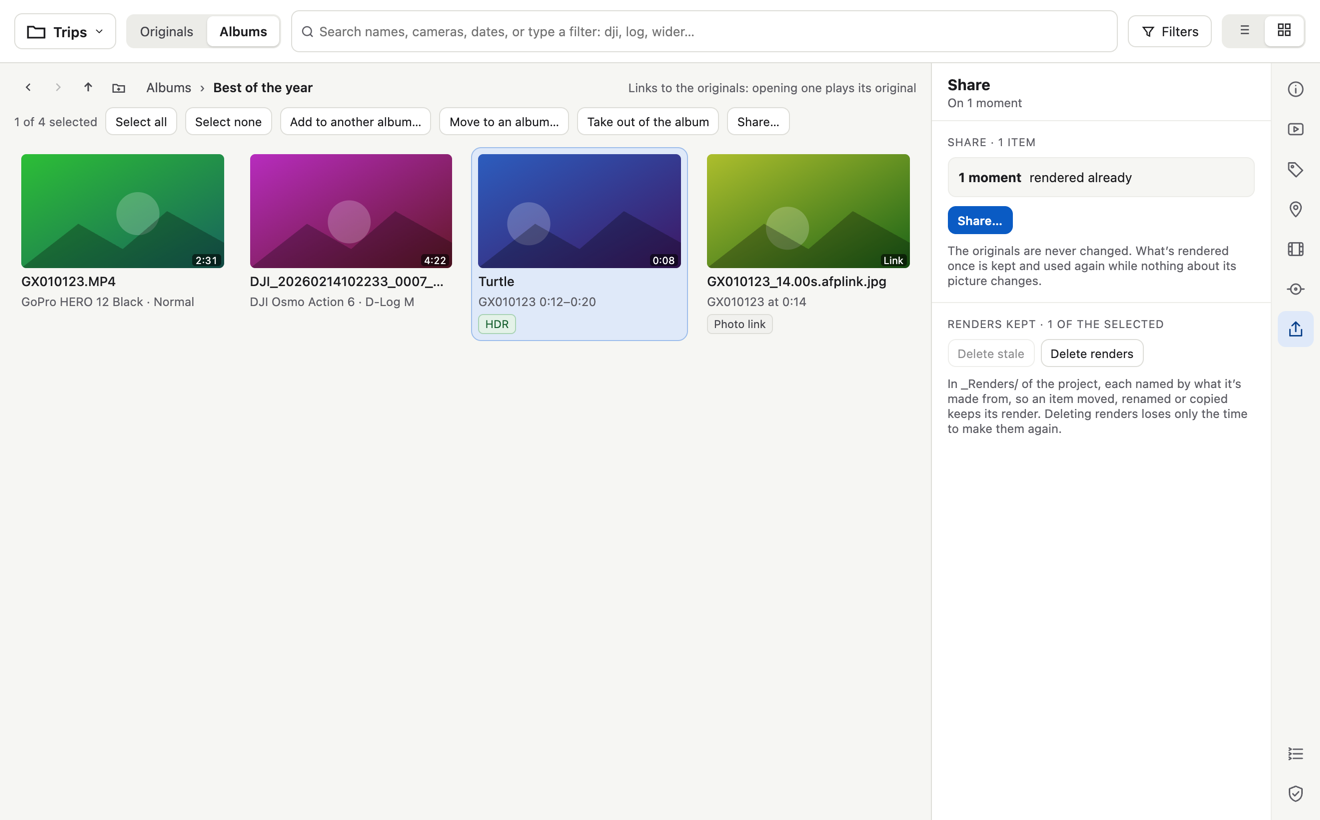 Trips
Originals
Albums
Search names, cameras, dates, or type a filter: dji, log, wider…
Filters
Albums › Best of the year
Links to the originals: opening one plays its original
1 of 4 selected
Select all
Select none
Add to another album…
Move to an album…
Take out of the album
Share…
2:31
GX010123.MP4
GoPro HERO 12 Black · Normal
4:22
DJI_20260214102233_0007_…
DJI Osmo Action 6 · D-Log M
0:08
Turtle
GX010123 0:12–0:20
HDR
Link
GX010123_14.00s.afplink.jpg
GX010123 at 0:14
Photo link
Share
On 1 moment
SHARE · 1 ITEM
1 moment rendered already
Share…
The originals are never changed. What’s rendered
once is kept and used again while nothing about its
picture changes.
RENDERS KEPT · 1 OF THE SELECTED
Delete stale
Delete renders
In _Renders/ of the project, each named by what it’s
made from, so an item moved, renamed or copied
keeps its render. Deleting renders loses only the time
to make them again.